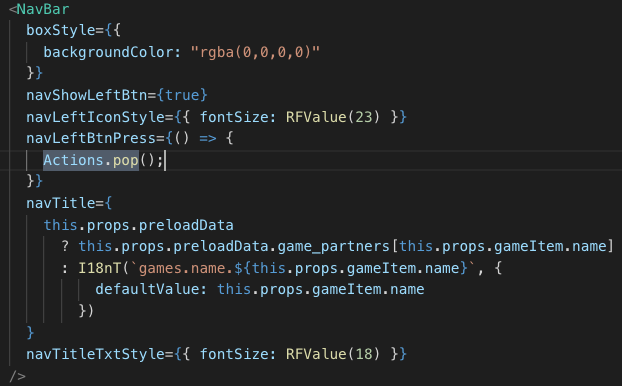 <NavBar
boxStyle={{
backgroundColor: "rgba(0,0,0,0)"
}}
navShowLeftBtn={true}
navLeftIconStyle={{ fontSize: RFValue(23) }}
navLeftBtnPress={() => {
Actions.pop();
}}
navTitle={
this.props.preloadData
? this.props.preloadData.game_partners[this.props.gameItem.name]
: I18nT(`games.name.${this.props.gameItem.name}`, {
defaultValue: this.props.gameItem.name
})
}
navTitleTxtStyle={{ fontSize: RFValue(18) }}
/>